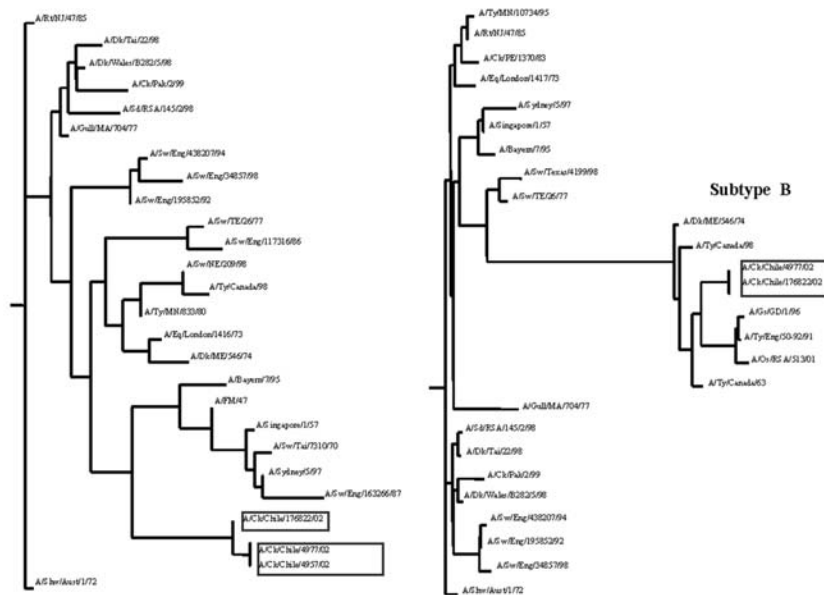 A/Rt/NJ/47/85
A/Dk/Tai/22/98
A/Dk/Wales/B282/5/98
A/Ck/Pak/2/99
A/Sd/RSA/145/2/98
A/Gull/MA/704/77
A/Sw/Eng/438207/94
A/Sw/Eng/34857/98
A/Sw/Eng/195852/92
A/Sw/TE/26/77
A/Sw/Eng/117316/86
A/Sw/NE/209/98
A/Ty/Canada/98
A/Ty/MN/833/80
A/Eq/London/1416/73
A/Dk/ME/546/74
A/Bayern/7/95
A/FM/47
A/Singapore/1/57
A/Sw/Tai/7310/70
A/Sydney/5/97
A/Sw/Eng/163266/87
A/Ck/Chile/176822/02
A/Ck/Chile/4977/02
A/Ck/Chile/4957/02
A/Shw/Aust/1/72
A/Ty/MN/10734/95
A/Rt/NJ/47/85
A/Ck/PE/1370/83
A/Eq/London/1417/73
A/Sydney/5/97
A/Singapore/1/57
A/Bayern/7/95
A/Sw/Texas/4199/98
A/Sw/TE/26/77
Subtype B
A/Dk/ME/546/74
A/Ty/Canada/98
A/Ck/Chile/4977/02
A/Ck/Chile/176822/02
A/Gs/GD/1/96
A/Ty/Eng/50-92/91
A/Os/RSA/513/01
A/Ty/Canada/63
A/Gull/MA/704/77
A/Sd/RSA/145/2/98
A/Dk/Tai/22/98
A/Ck/Pak/2/99
A/Dk/Wales/B282/5/98
A/Sw/Eng/438207/94
A/Sw/Eng/195852/92
A/Sw/Eng/34857/98
A/Shw/Aust/1/72